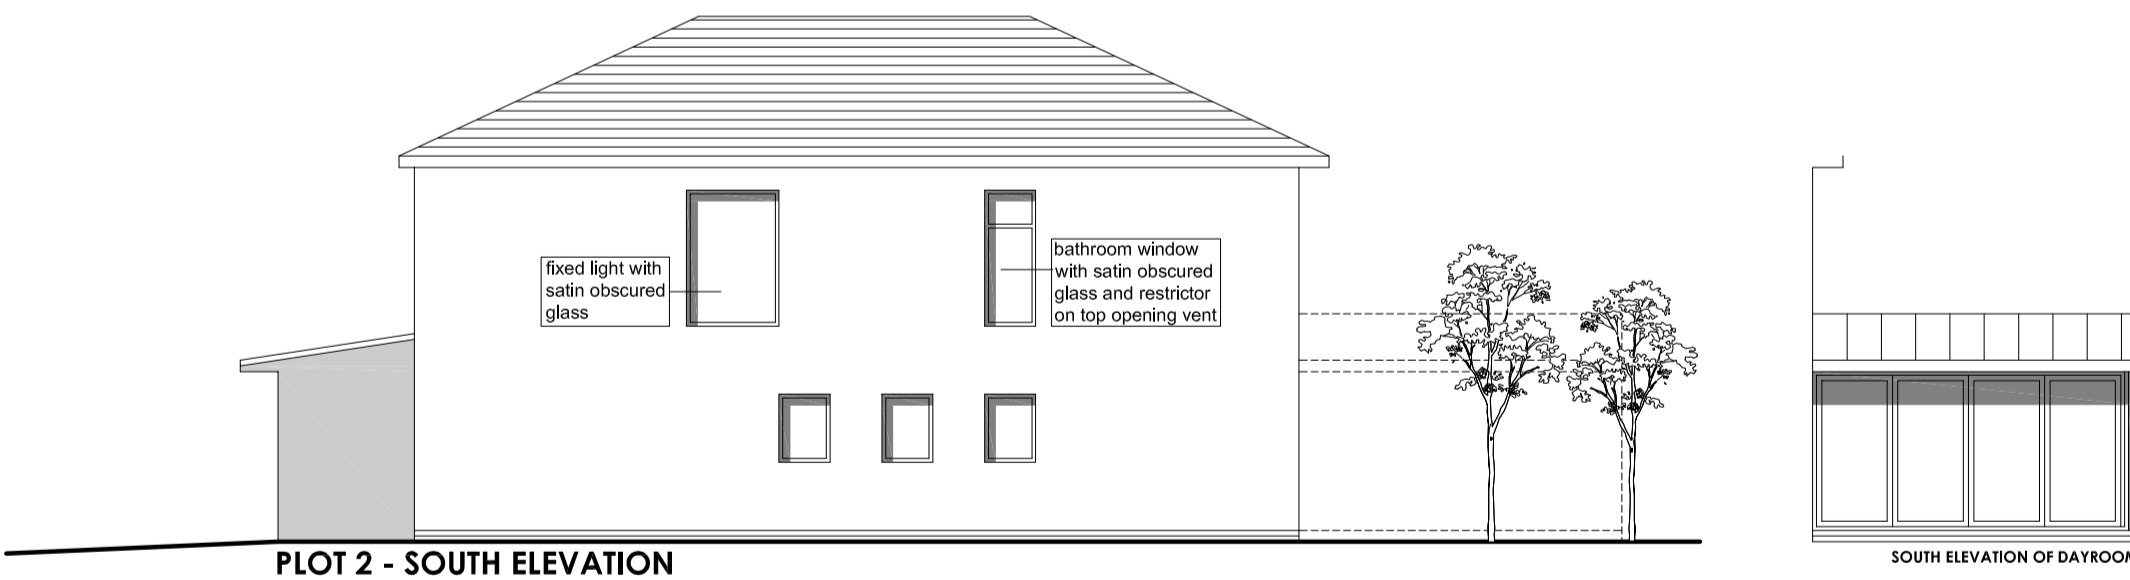 fixed light with
satin obscured
glass
bathroom window
with satin obscured
glass and restrictor
on top opening vent
PLOT 2 - SOUTH ELEVATION
SOUTH ELEVATION OF DAYROOM